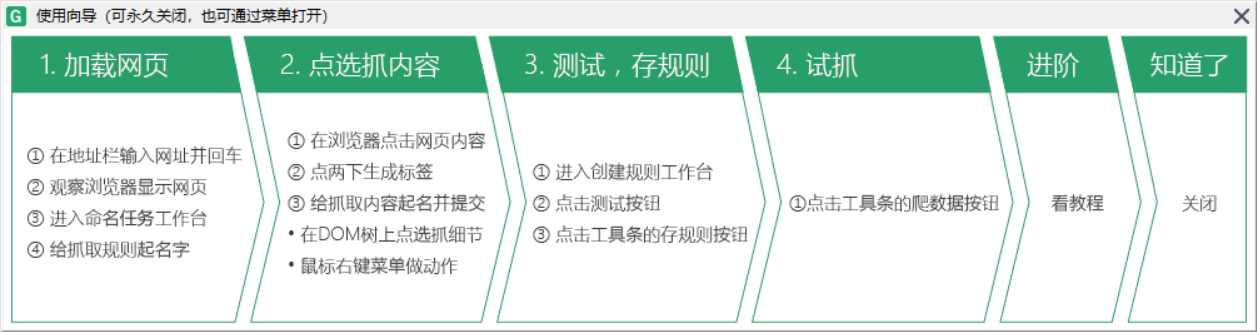 G 使用向导（可永久关闭，也可通过菜单打开）
1. 加载网页
① 在地址栏输入网址并回车
② 观察浏览器显示网页
③ 进入命名任务工作台
④ 给抓取规则起名字
2. 点选抓内容
① 在浏览器点击网页内容
② 点两下生成标签
③ 给抓取内容起名并提交
• 在DOM树上点选抓细节
• 鼠标右键菜单做动作
3. 测试，存规则
① 进入创建规则工作台
② 点击测试按钮
③ 点击工具条的存规则按钮
4. 试抓
①点击工具条的爬数据按钮
进阶
看教程
知道了
关闭